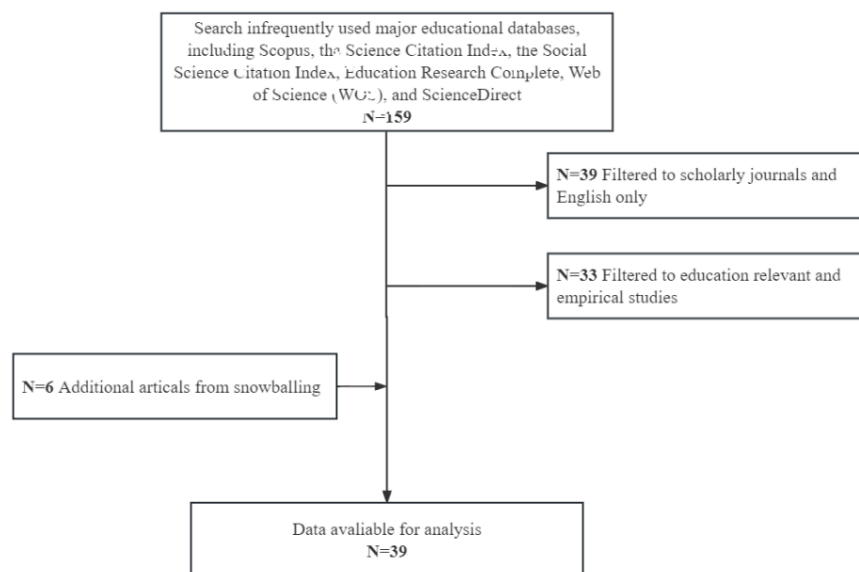 Search infrequently used major educational databases,
including Scopus, the Science Citation Index, the Social
Science Citation Index, Education Research Complete, Web
of Science (WOS), and ScienceDirect
N=159
N=39 Filtered to scholarly journals and
English only
N=33 Filtered to education relevant and
empirical studies
N=6 Additional articals from snowballing
Data avaliable for analysis
N=39